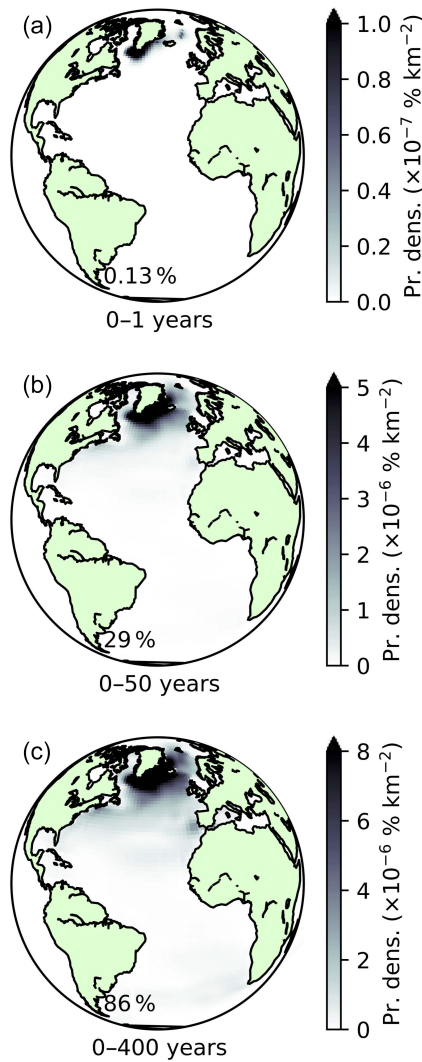 (a)
0.13 %
0–1 years
1.0
0.8
0.6
0.4
0.2
0.0
Pr. dens. (×10⁻⁷ % km⁻²)
(b)
29 %
0–50 years
5
4
3
2
1
0
Pr. dens. (×10⁻⁶ % km⁻²)
(c)
86 %
0–400 years
8
6
4
2
0
Pr. dens. (×10⁻⁶ % km⁻²)